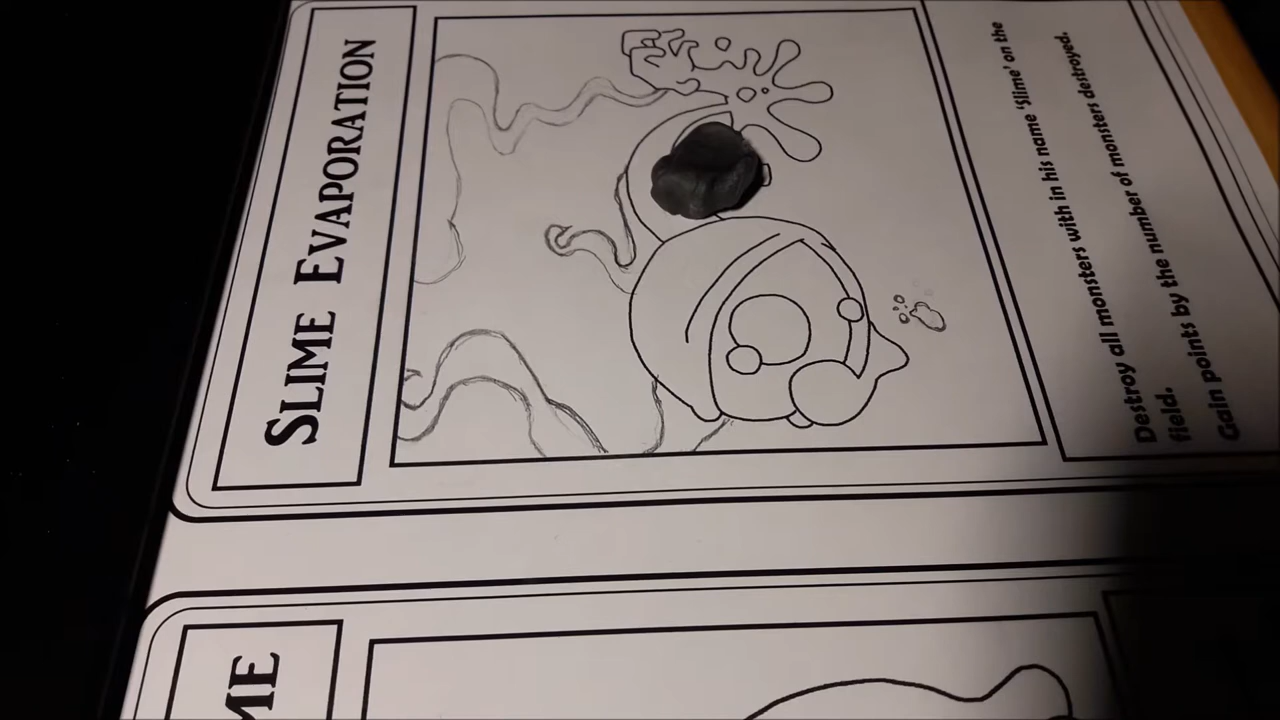 SLIME EVAPORATION
Destroy all monsters with in his name 'Slime' on the
field.
Gain points by the number of monsters destroyed.
ME